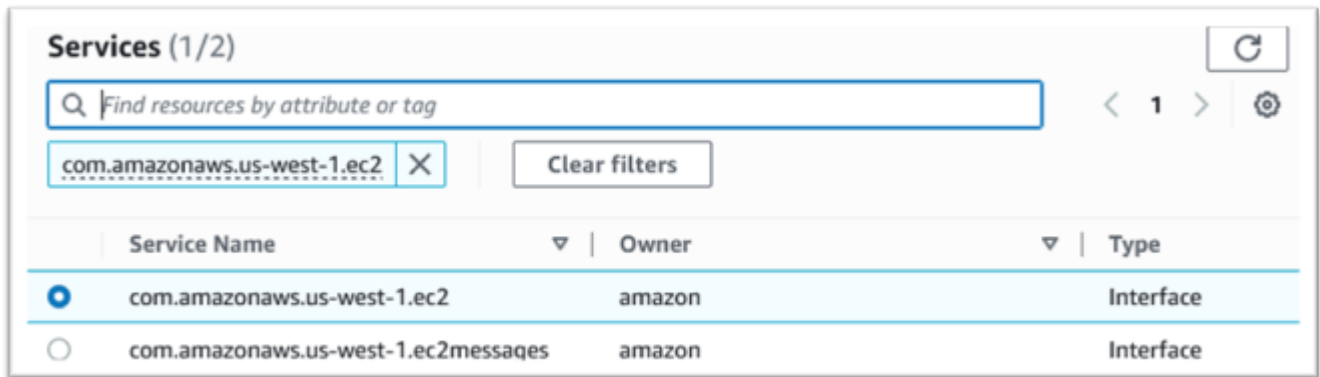 Services (1/2)
Find resources by attribute or tag
1
com.amazonaws.us-west-1.ec2
Clear filters
Service Name Owner Type
com.amazonaws.us-west-1.ec2 amazon Interface
com.amazonaws.us-west-1.ec2messages amazon Interface